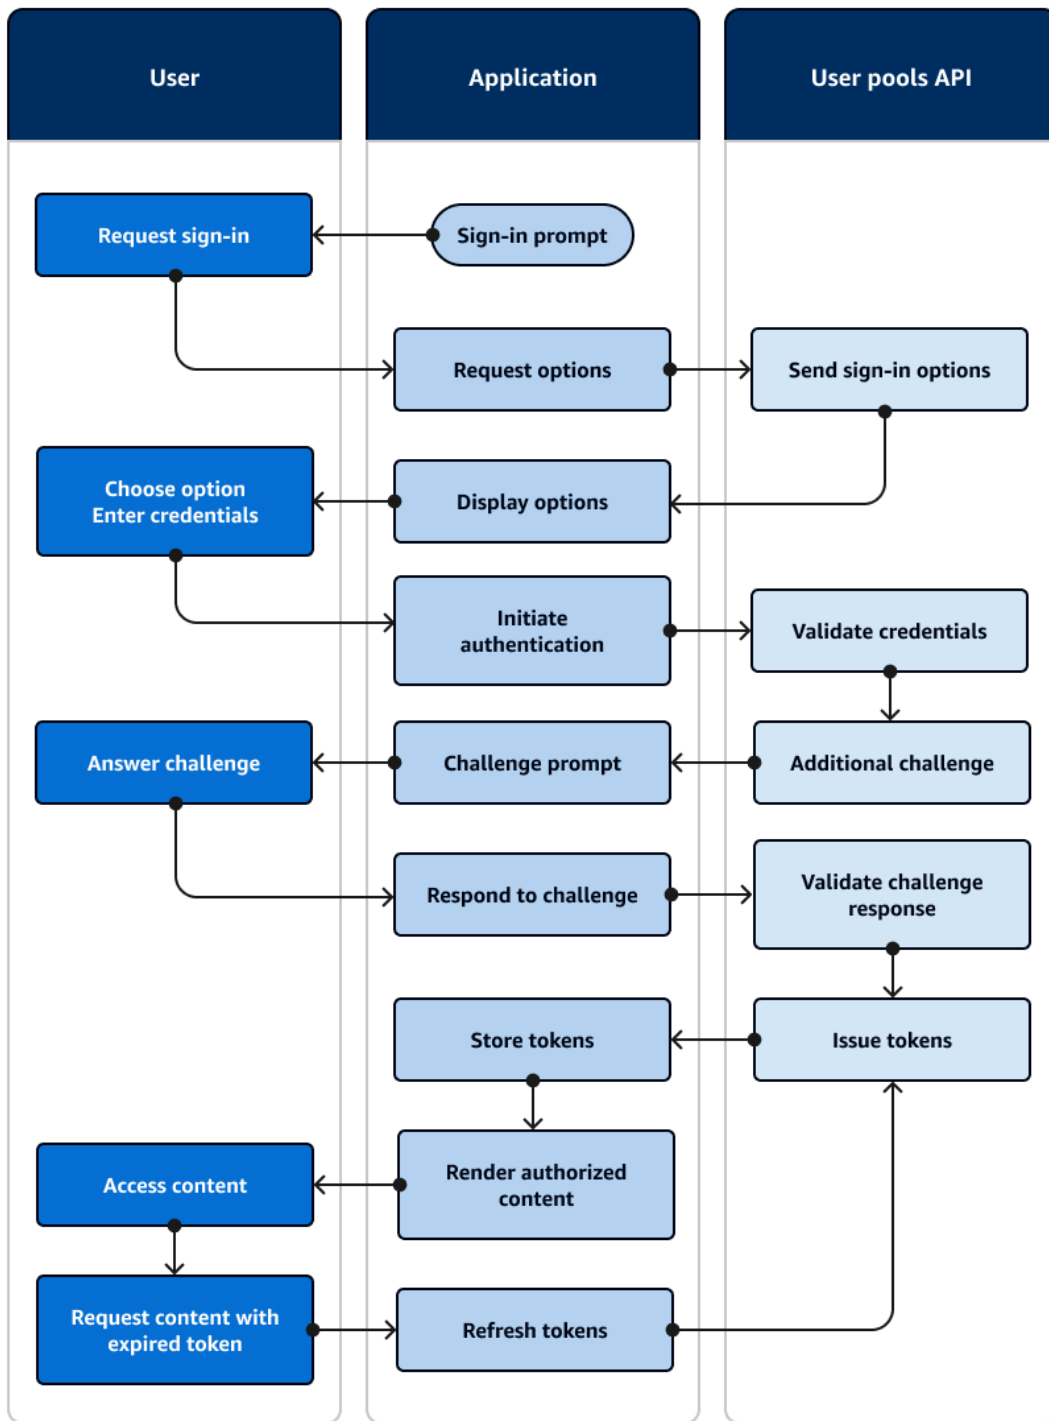 User
Application
User pools API
Request sign-in
Sign-in prompt
Request options
Send sign-in options
Choose option
Enter credentials
Display options
Initiate
authentication
Validate credentials
Answer challenge
Challenge prompt
Additional challenge
Respond to challenge
Validate challenge
response
Store tokens
Issue tokens
Access content
Render authorized
content
Request content with
expired token
Refresh tokens